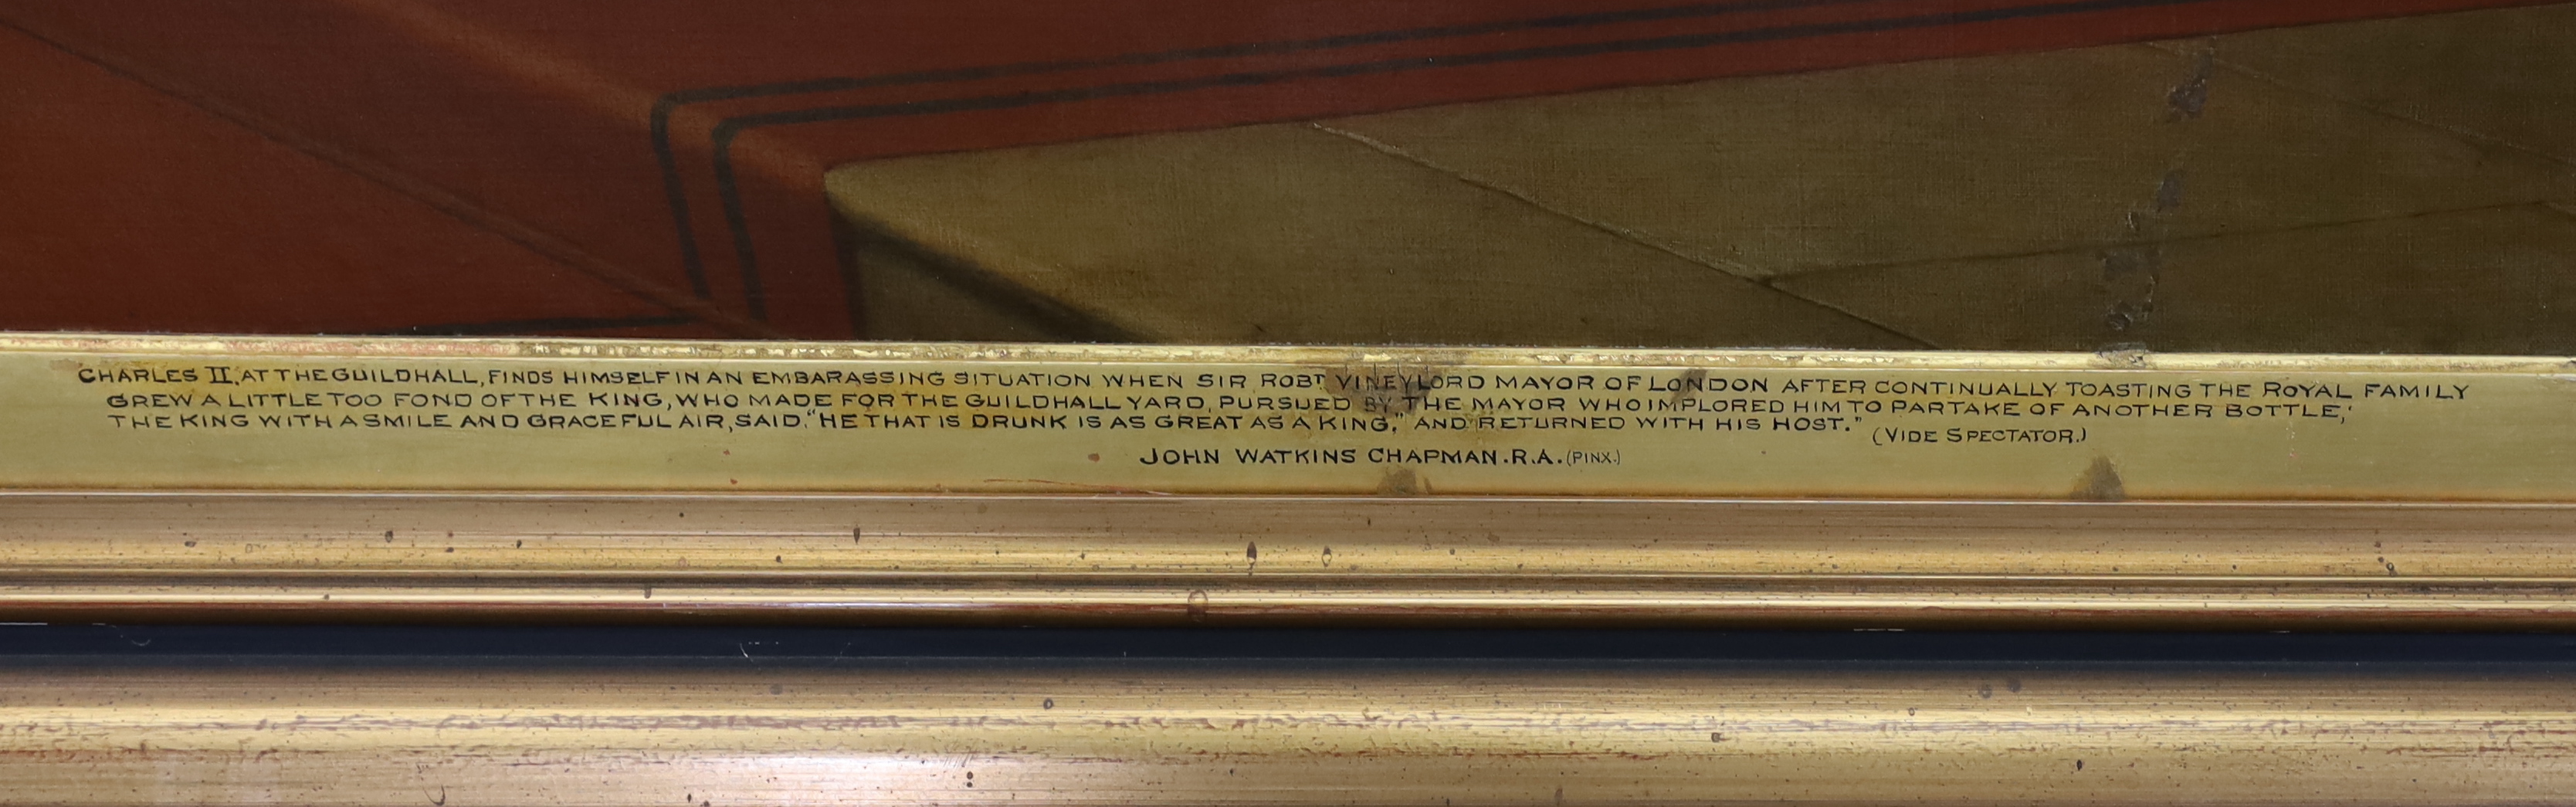 CHARLES II, AT THE GUILDHALL, FINDS HIMSELF IN AN EMBARASSING SITUATION WHEN SIR ROBT VINEY LORD MAYOR OF LONDON AFTER CONTINUALLY TOASTING THE ROYAL FAMILY
GREW A LITTLE TOO FOND OF THE KING, WHO MADE FOR THE GUILDHALL YARD, PURSUED BY THE MAYOR WHO IMPLORED HIM TO PARTAKE OF ANOTHER BOTTLE,'
THE KING WITH A SMILE AND GRACEFUL AIR, SAID, "HE THAT IS DRUNK IS AS GREAT AS A KING," AND RETURNED WITH HIS HOST."
(VIDE SPECTATOR.)
JOHN WATKINS CHAPMAN. R.A. (PINX.)